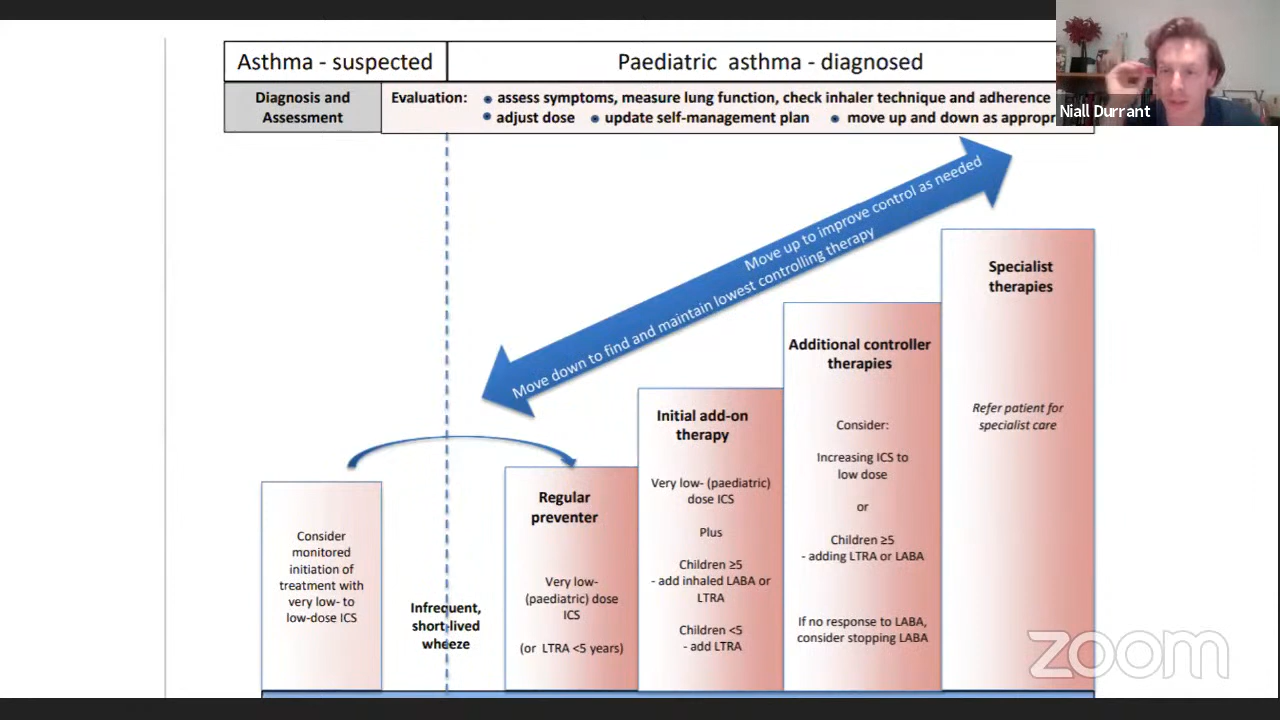 Asthma - suspected
Paediatric asthma - diagnosed
Diagnosis and
Assessment
Evaluation: • assess symptoms, measure lung function, check inhaler technique and adherence
• adjust dose • update self-management plan • move up and down as approp
Niall Durrant
Move up to improve control as needed
Move down to find and maintain lowest controlling therapy
Consider
monitored
initiation of
treatment with
very low- to
low-dose ICS
Infrequent,
short-lived
wheeze
Regular
preventer
Very low-
(paediatric) dose
ICS
(or LTRA <5 years)
Initial add-on
therapy
Very low- (paediatric)
dose ICS
Plus
Children ≥5
- add inhaled LABA or
LTRA
Children <5
- add LTRA
Additional controller
therapies
Consider:
Increasing ICS to
low dose
or
Children ≥5
- adding LTRA or LABA
If no response to LABA,
consider stopping LABA
Specialist
therapies
Refer patient for
specialist care
zoom